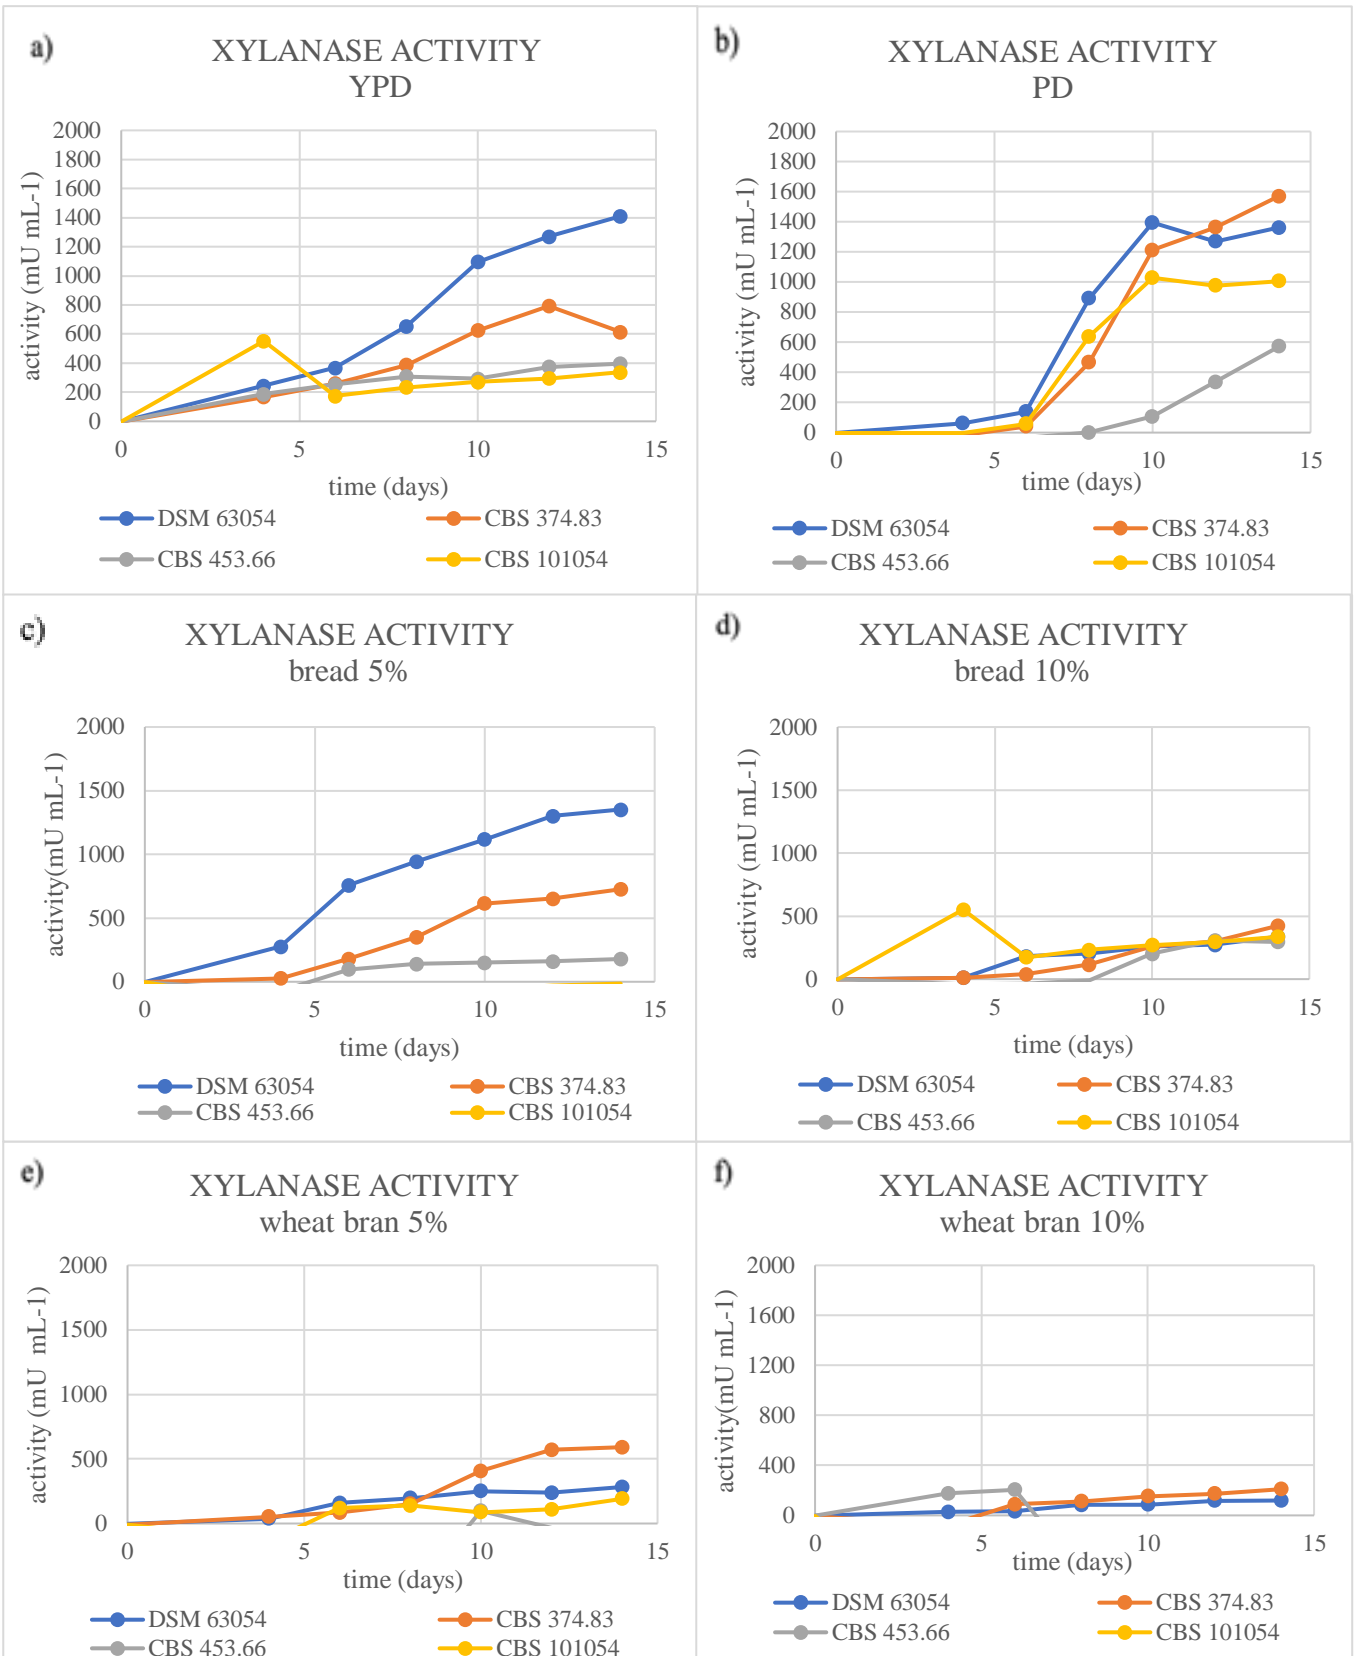 a)
XYLANASE ACTIVITY
YPD
2000
1800
1600
1400
1200
1000
800
600
400
200
0
activity (mU mL-1)
0 5 10 15
time (days)
DSM 63054 CBS 374.83
CBS 453.66 CBS 101054
b)
XYLANASE ACTIVITY
PD
2000
1800
1600
1400
1200
1000
800
600
400
200
0
activity (mU mL-1)
0 5 10 15
time (days)
DSM 63054 CBS 374.83
CBS 453.66 CBS 101054
c)
XYLANASE ACTIVITY
bread 5%
2000
1500
1000
500
0
activity(mU mL-1)
0 5 10 15
time (days)
DSM 63054 CBS 374.83
CBS 453.66 CBS 101054
d)
XYLANASE ACTIVITY
bread 10%
2000
1500
1000
500
0
activity (mU mL-1)
0 5 10 15
time (days)
DSM 63054 CBS 374.83
CBS 453.66 CBS 101054
e)
XYLANASE ACTIVITY
wheat bran 5%
2000
1500
1000
500
0
activity (mU mL-1)
0 5 10 15
time (days)
DSM 63054 CBS 374.83
CBS 453.66 CBS 101054
f)
XYLANASE ACTIVITY
wheat bran 10%
2000
1600
1200
800
400
0
activity(mU mL-1)
0 5 10 15
time (days)
DSM 63054 CBS 374.83
CBS 453.66 CBS 101054